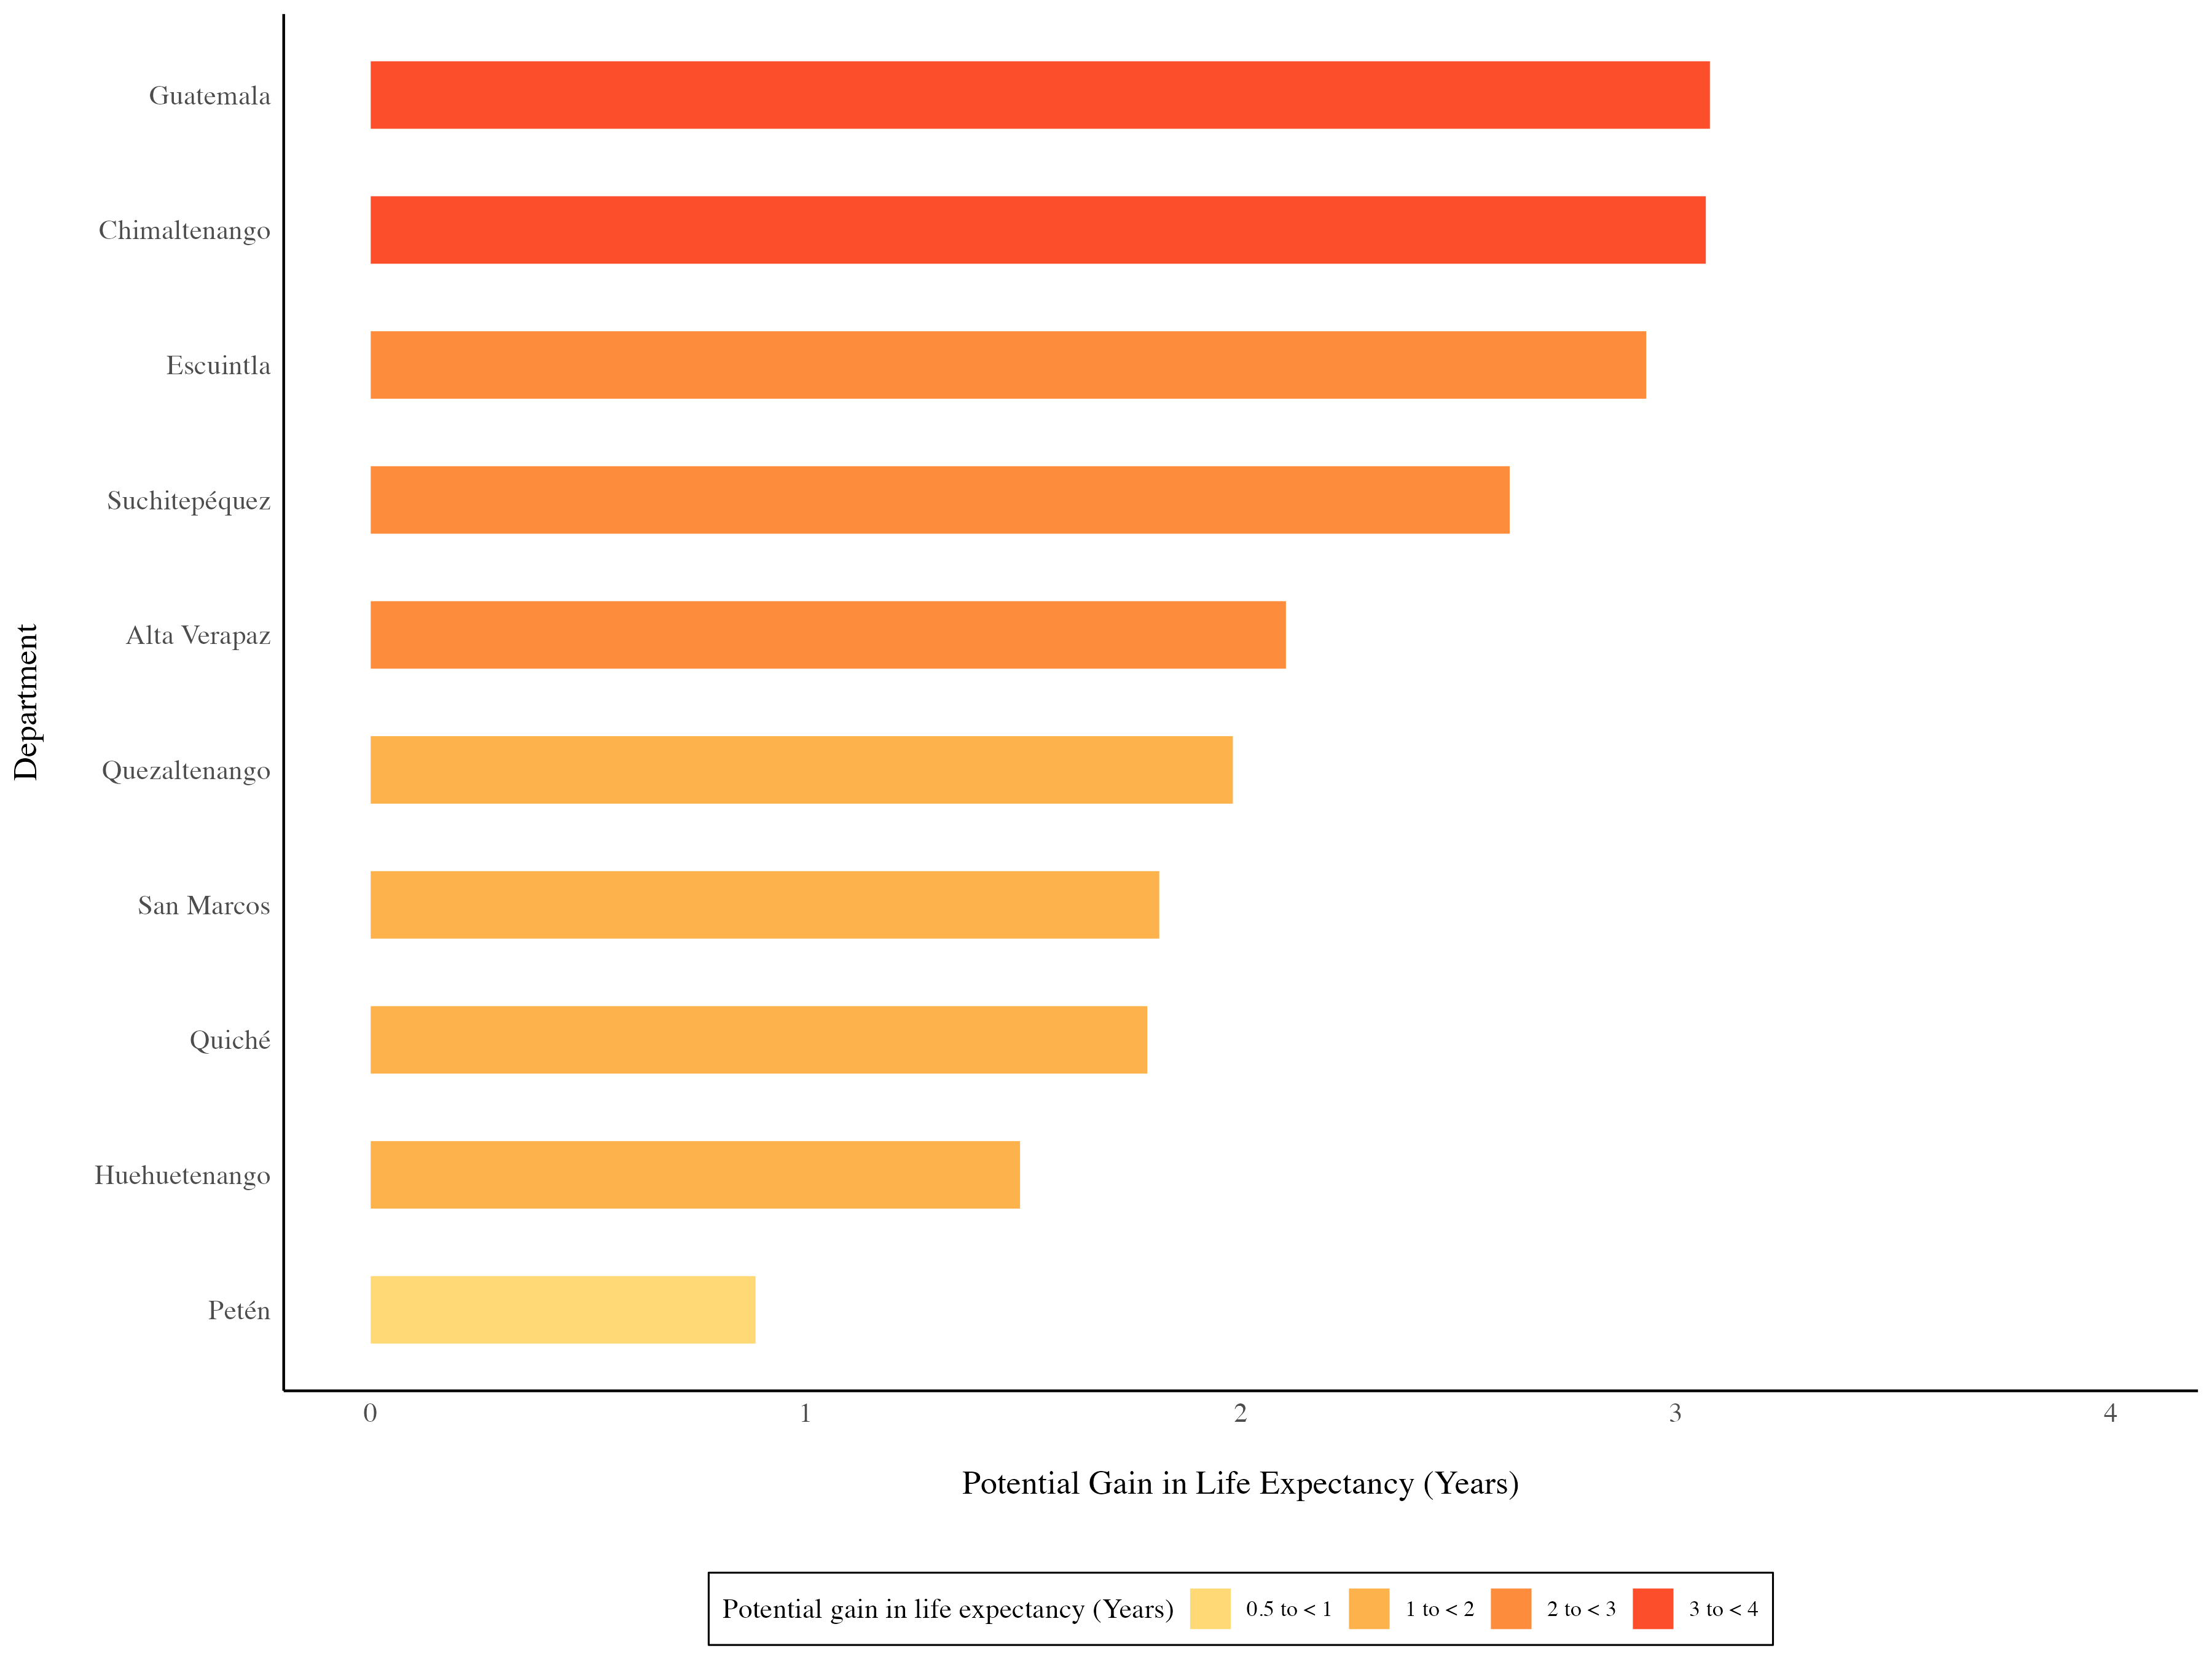 Guatemala
Chimaltenango
Escuintla
Suchitepéquez
Alta Verapaz
Quezaltenango
San Marcos
Quiché
Huehuetenango
Petén
Department
0 1 2 3 4
Potential Gain in Life Expectancy (Years)
Potential gain in life expectancy (Years) 0.5 to < 1 1 to < 2 2 to < 3 3 to < 4